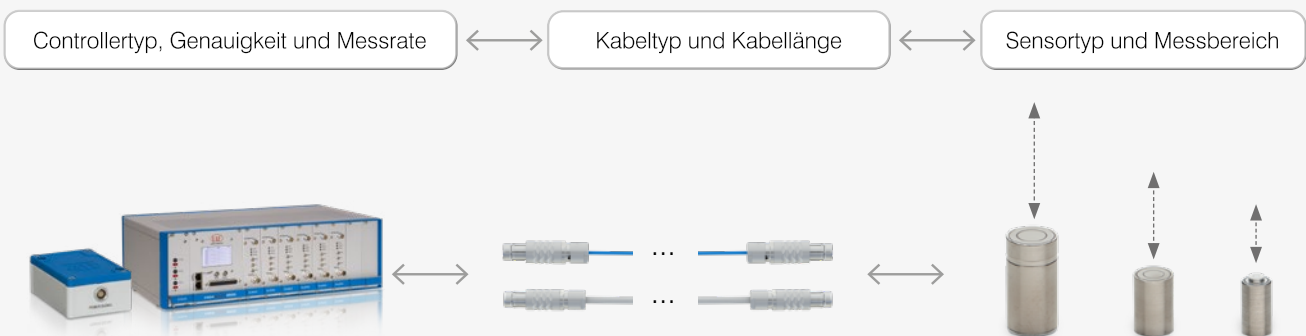 Controllertyp, Genauigkeit und Messrate
Kabeltyp und Kabellänge
Sensortyp und Messbereich
... 
...